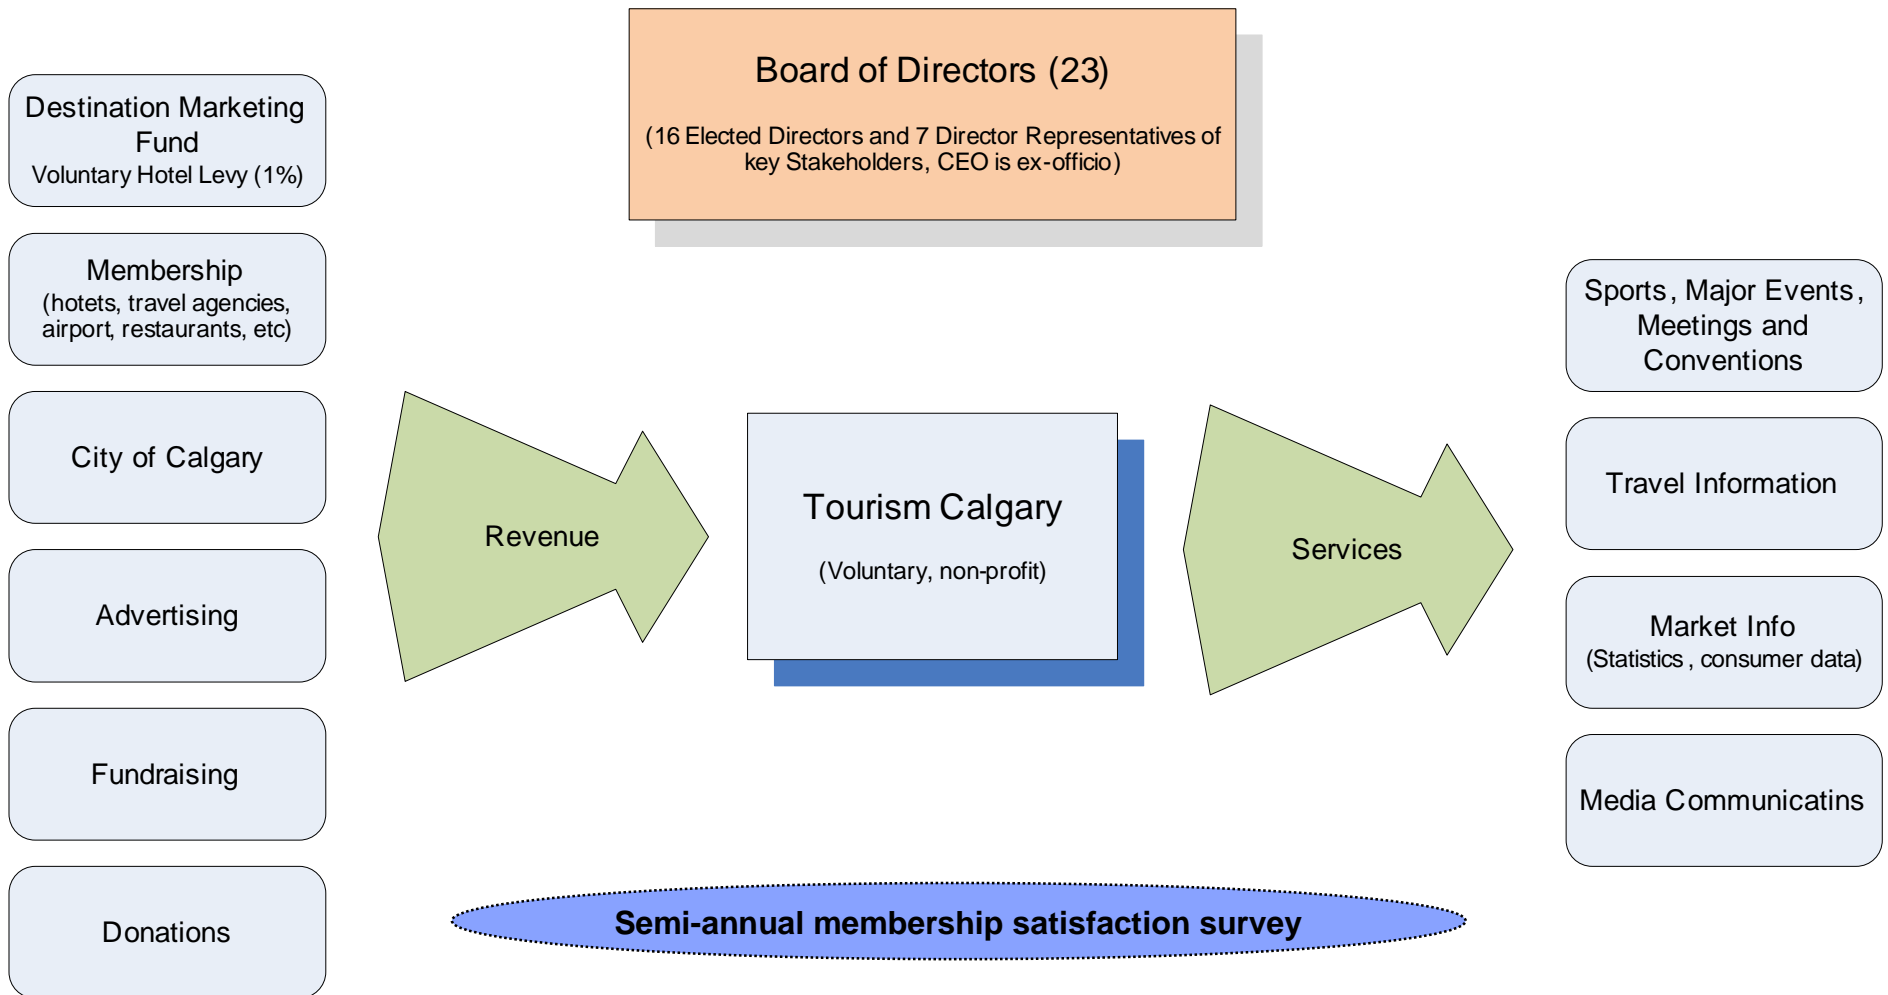 Board of Directors (23)
(16 Elected Directors and 7 Director Representatives of
key Stakeholders, CEO is ex-officio)
Destination Marketing
Fund
Voluntary Hotel Levy (1%)
Membership
(hotets, travel agencies,
airport, restaurants, etc)
City of Calgary
Advertising
Fundraising
Donations
Revenue
Tourism Calgary
(Voluntary, non-profit)
Services
Sports, Major Events,
Meetings and
Conventions
Travel Information
Market Info
(Statistics, consumer data)
Media Communicatins
Semi-annual membership satisfaction survey